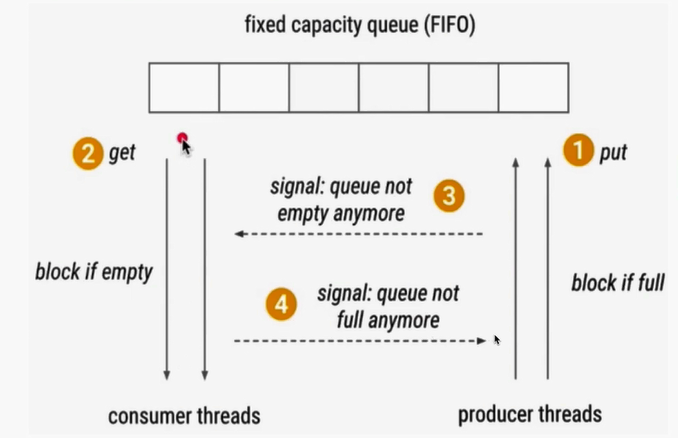 fixed capacity queue (FIFO)
2 get
1 put
signal: queue not
empty anymore
3
block if empty
4
signal: queue not
full anymore
block if full
consumer threads
producer threads